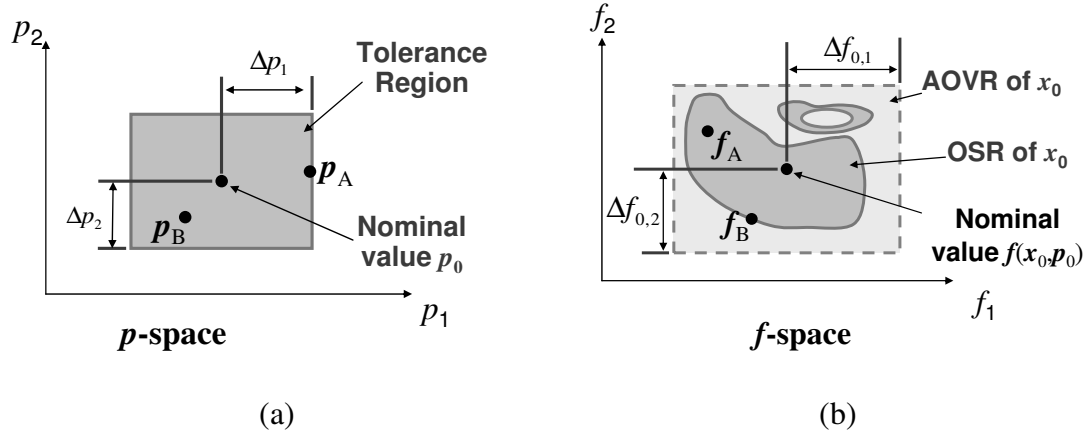 p2
Δp1
Tolerance
Region
pA
Δp2
pB
Nominal
value p0
p1
p-space
(a)
f2
Δf0,1
AOVR of x0
fA
OSR of x0
Δf0,2
fB
Nominal
value f(x0,p0)
f1
f-space
(b)